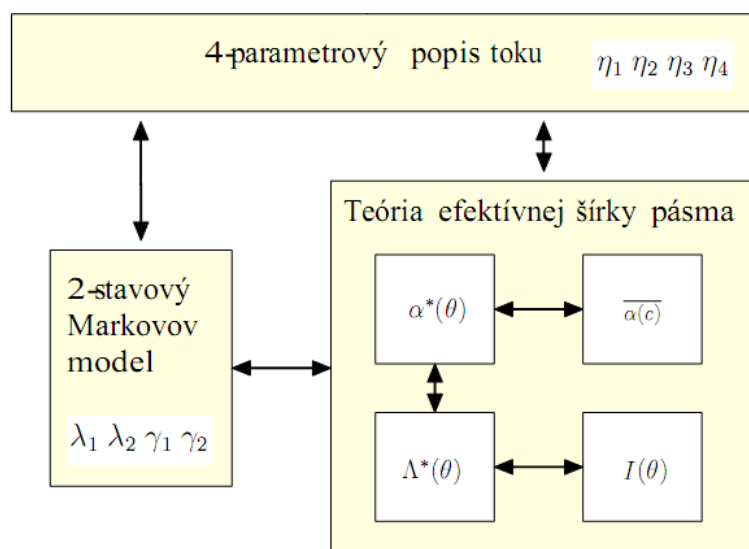 4-parametrový popis toku
η₁ η₂ η₃ η₄
Teória efektívnej šírky pásma
2-stavový
Markovov
model
λ₁ λ₂ γ₁ γ₂
α*(θ)
α(c)
Λ*(θ)
I(θ)